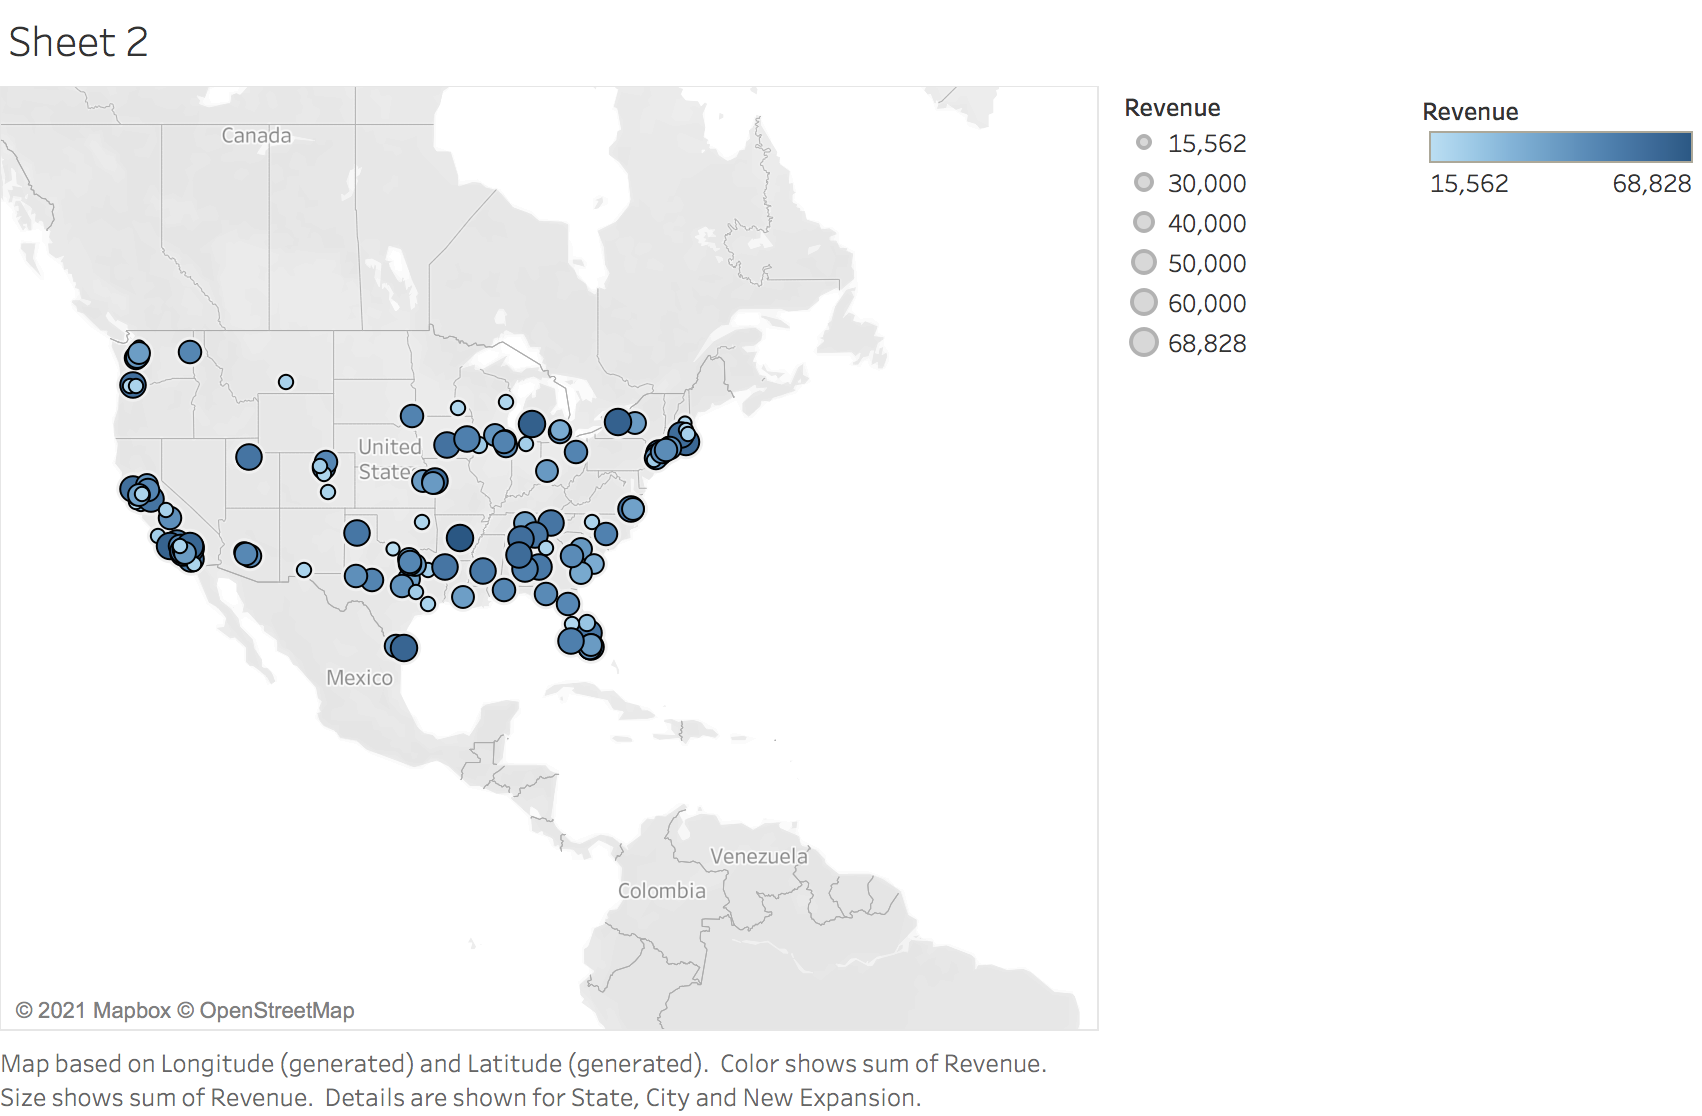 Sheet 2
Canada
United
States
Mexico
Venezuela
Colombia
© 2021 Mapbox © OpenStreetMap
Revenue
15,562
30,000
40,000
50,000
60,000
68,828
Revenue
15,562 68,828
Map based on Longitude (generated) and Latitude (generated). Color shows sum of Revenue.
Size shows sum of Revenue. Details are shown for State, City and New Expansion.